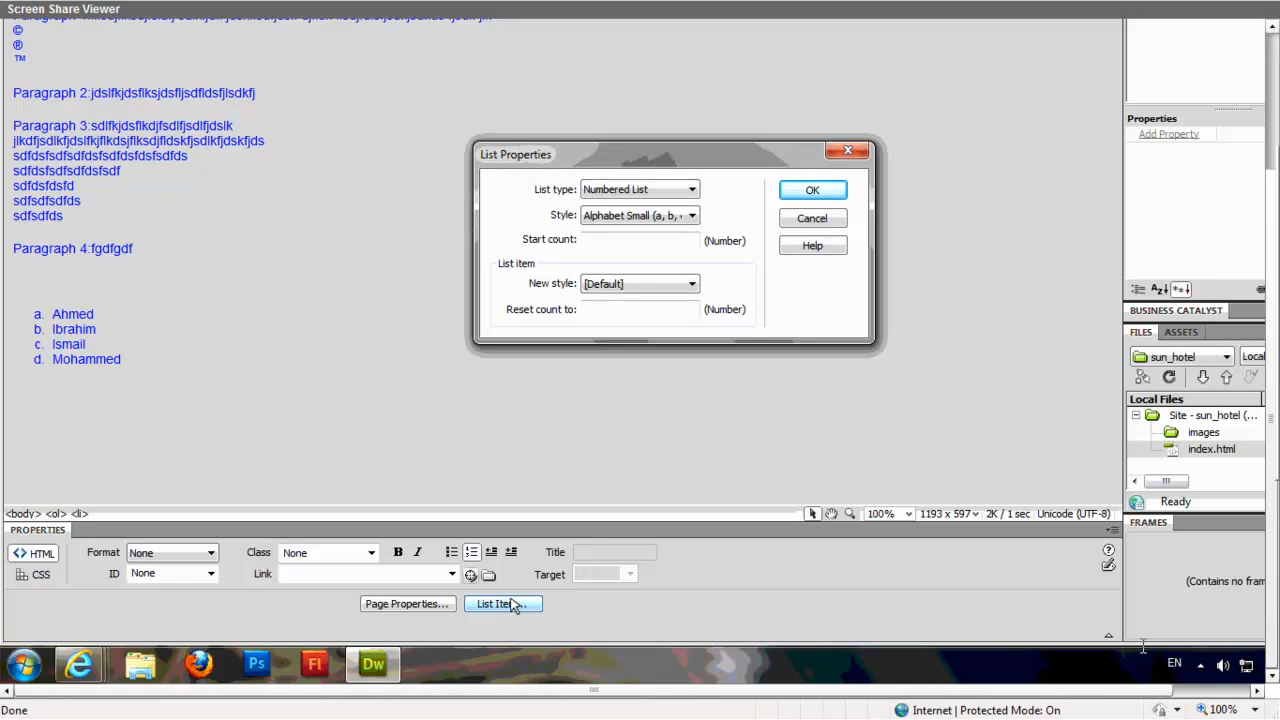 Screen Share Viewer
©
®
™
Paragraph 2:jdslfkjdsflksjdsfljsdfldsfjlsdkfj
Paragraph 3:sdlfkjdsflkdjfsdlfjsdlfjdslk
jlkdfjsdlkfjdslfkjflkdsjflksdjfldskfjsdlkfjdskfjds
sdfdsfsdfsdfdsfsdfdsfdsfsdfds
sdfdsfsdfsdfdsfsdf
sdfdsfdsfd
sdfsdfsfds
sdfsdfds
Paragraph 4:fgdfgdf
a. Ahmed
b. Ibrahim
c. Ismail
d. Mohammed
List Properties
List type: Numbered List
Style: Alphabet Small (a, b,
Start count: (Number)
List item
New style: [Default]
Reset count to: (Number)
OK
Cancel
Help
Properties
Add Property
BUSINESS CATALYST
FILES ASSETS
sun_hotel Local
Local Files
Site - sun_hotel (...
images
index.html
Ready
FRAMES
(Contains no fram
<body> <ol> <li>
100% 1193 x 597 2K / 1 sec Unicode (UTF-8)
PROPERTIES
<> HTML Format None Class None B I Title
CSS ID None Link Target
Page Properties...
Ps Fl Dw EN
Done Internet | Protected Mode: On 100%